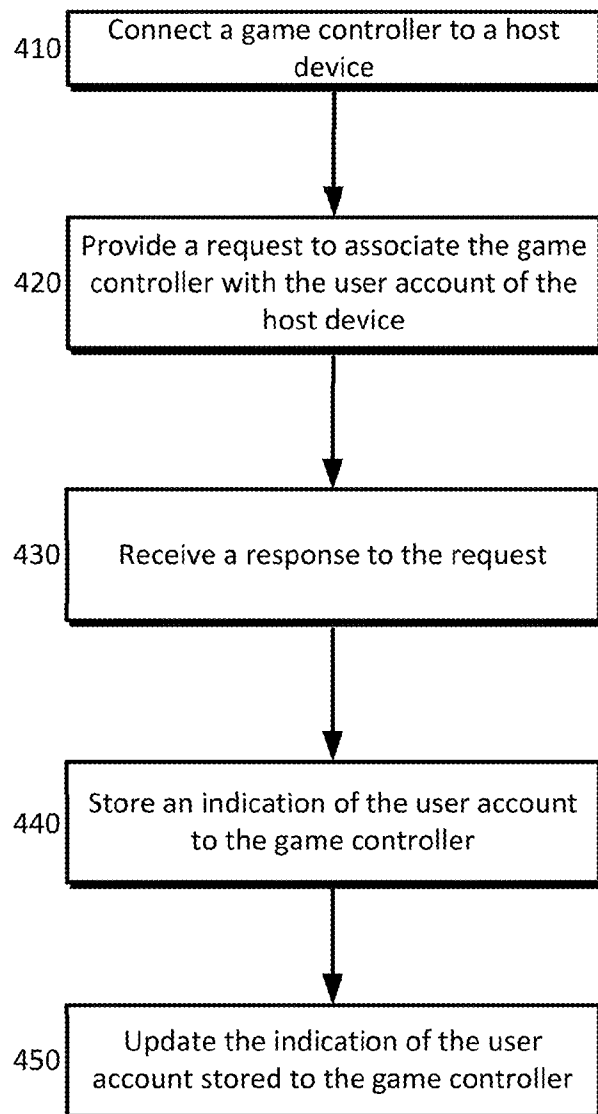 410
Connect a game controller to a host
device
420
Provide a request to associate the game
controller with the user account of the
host device
430
Receive a response to the request
440
Store an indication of the user account
to the game controller
450
Update the indication of the user
account stored to the game controller